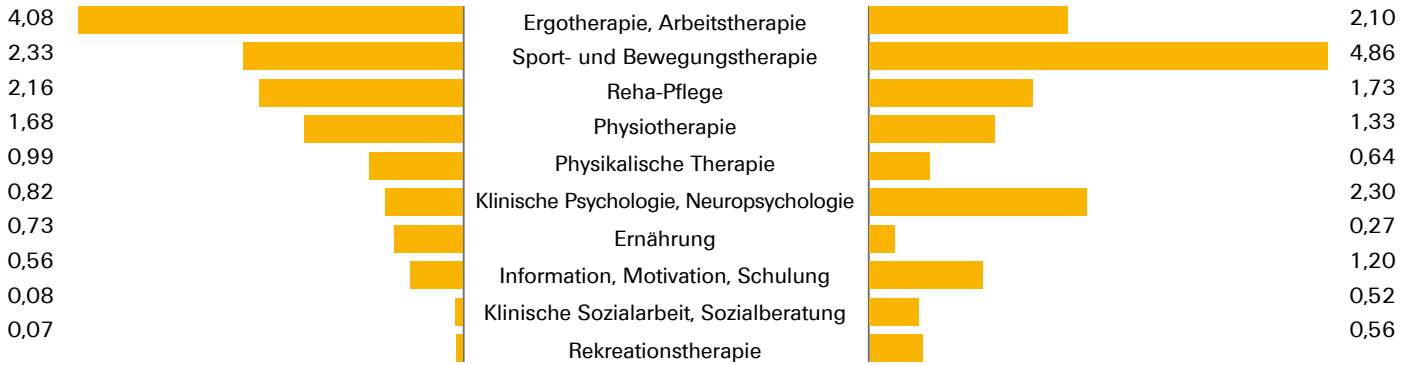 4,08 Ergotherapie, Arbeitstherapie 2,10
2,33 Sport- und Bewegungstherapie 4,86
2,16 Reha-Pflege 1,73
1,68 Physiotherapie 1,33
0,99 Physikalische Therapie 0,64
0,82 Klinische Psychologie, Neuropsychologie 2,30
0,73 Ernährung 0,27
0,56 Information, Motivation, Schulung 1,20
0,08 Klinische Sozialarbeit, Sozialberatung 0,52
0,07 Rekreationstherapie 0,56